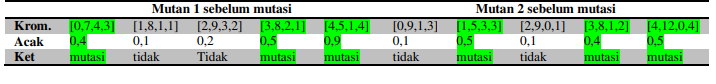 Mutan 1 sebelum mutasi Mutan 2 sebelum mutasi
Krom. [0,7,4,3] [1,8,1,1] [2,9,3,2] [3,8,2,1] [4,5,1,4] [0,9,1,3] [1,5,3,3] [2,9,0,1] [3,8,1,2] [4,12,0,4]
Acak 0,4 0,1 0,2 0,5 0,9 0,1 0,5 0,1 0,4 0,5
Ket mutasi tidak Tidak mutasi mutasi tidak mutasi tidak mutasi mutasi